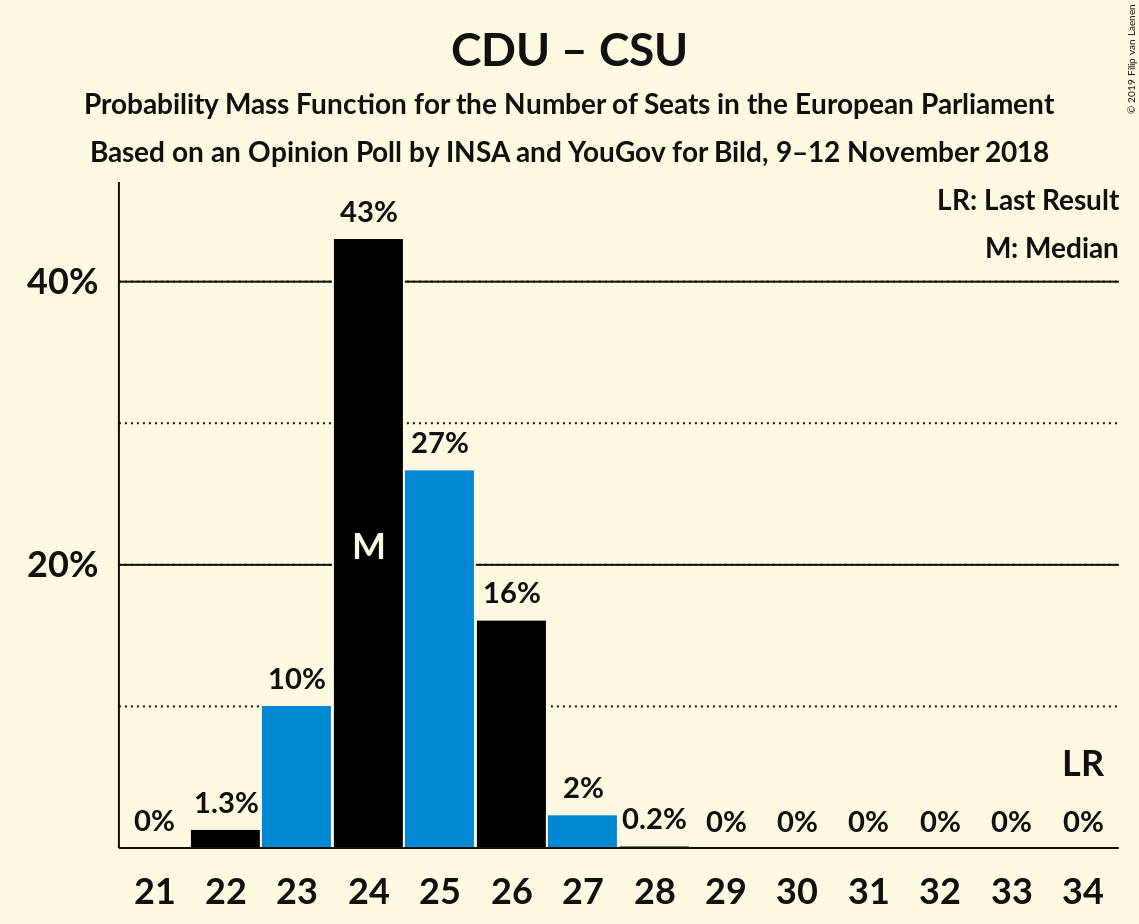 CDU – CSU
Probability Mass Function for the Number of Seats in the European Parliament
Based on an Opinion Poll by INSA and YouGov for Bild, 9–12 November 2018
© 2019 Filip van Laenen
LR: Last Result
M: Median
43%
40%
27%
M
20%
16%
10%
LR
2%
1.3%
0% 0.2% 0% 0% 0% 0% 0% 0%
21 22 23 24 25 26 27 28 29 30 31 32 33 34